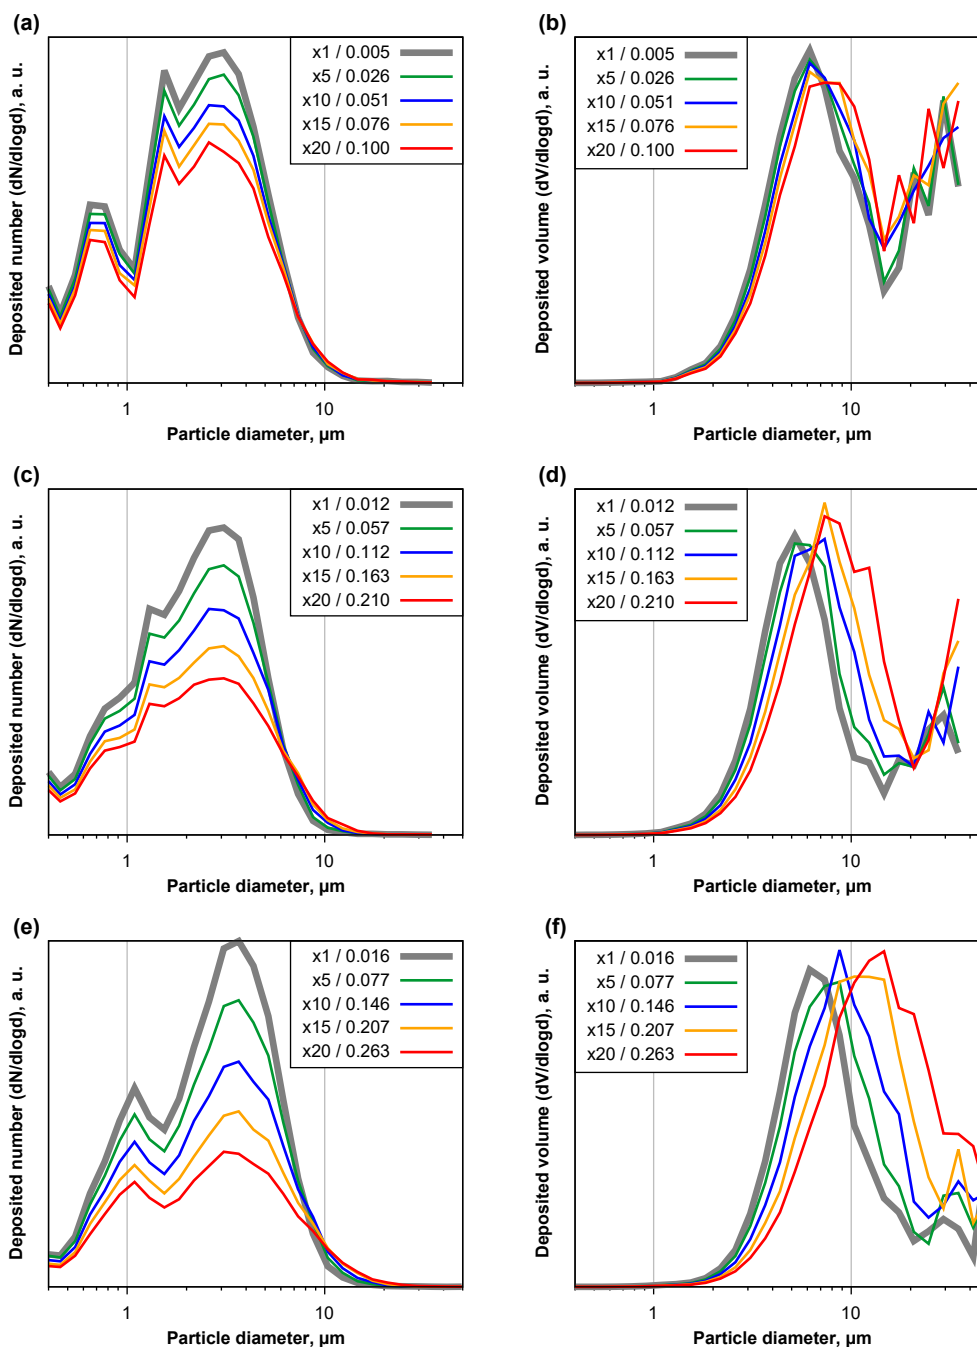 (a)
Deposited number (dN/dlogd), a. u.
x1 / 0.005
x5 / 0.026
x10 / 0.051
x15 / 0.076
x20 / 0.100
1
10
Particle diameter, µm
(b)
Deposited volume (dV/dlogd), a. u.
x1 / 0.005
x5 / 0.026
x10 / 0.051
x15 / 0.076
x20 / 0.100
1
10
Particle diameter, µm
(c)
Deposited number (dN/dlogd), a. u.
x1 / 0.012
x5 / 0.057
x10 / 0.112
x15 / 0.163
x20 / 0.210
1
10
Particle diameter, µm
(d)
Deposited volume (dV/dlogd), a. u.
x1 / 0.012
x5 / 0.057
x10 / 0.112
x15 / 0.163
x20 / 0.210
1
10
Particle diameter, µm
(e)
Deposited number (dN/dlogd), a. u.
x1 / 0.016
x5 / 0.077
x10 / 0.146
x15 / 0.207
x20 / 0.263
1
10
Particle diameter, µm
(f)
Deposited volume (dV/dlogd), a. u.
x1 / 0.016
x5 / 0.077
x10 / 0.146
x15 / 0.207
x20 / 0.263
1
10
Particle diameter, µm